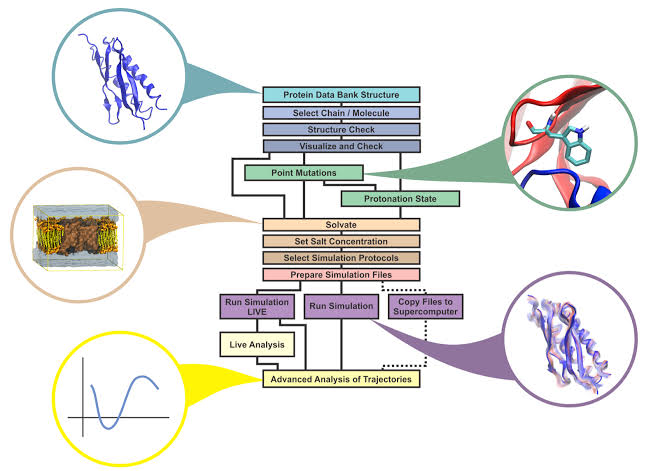 Protein Data Bank Structure
Select Chain / Molecule
Structure Check
Visualize and Check
Point Mutations
Protonation State
Solvate
Set Salt Concentration
Select Simulation Protocols
Prepare Simulation Files
Run Simulation
LIVE
Run Simulation
Copy Files to
Supercomputer
Live Analysis
Advanced Analysis of Trajectories